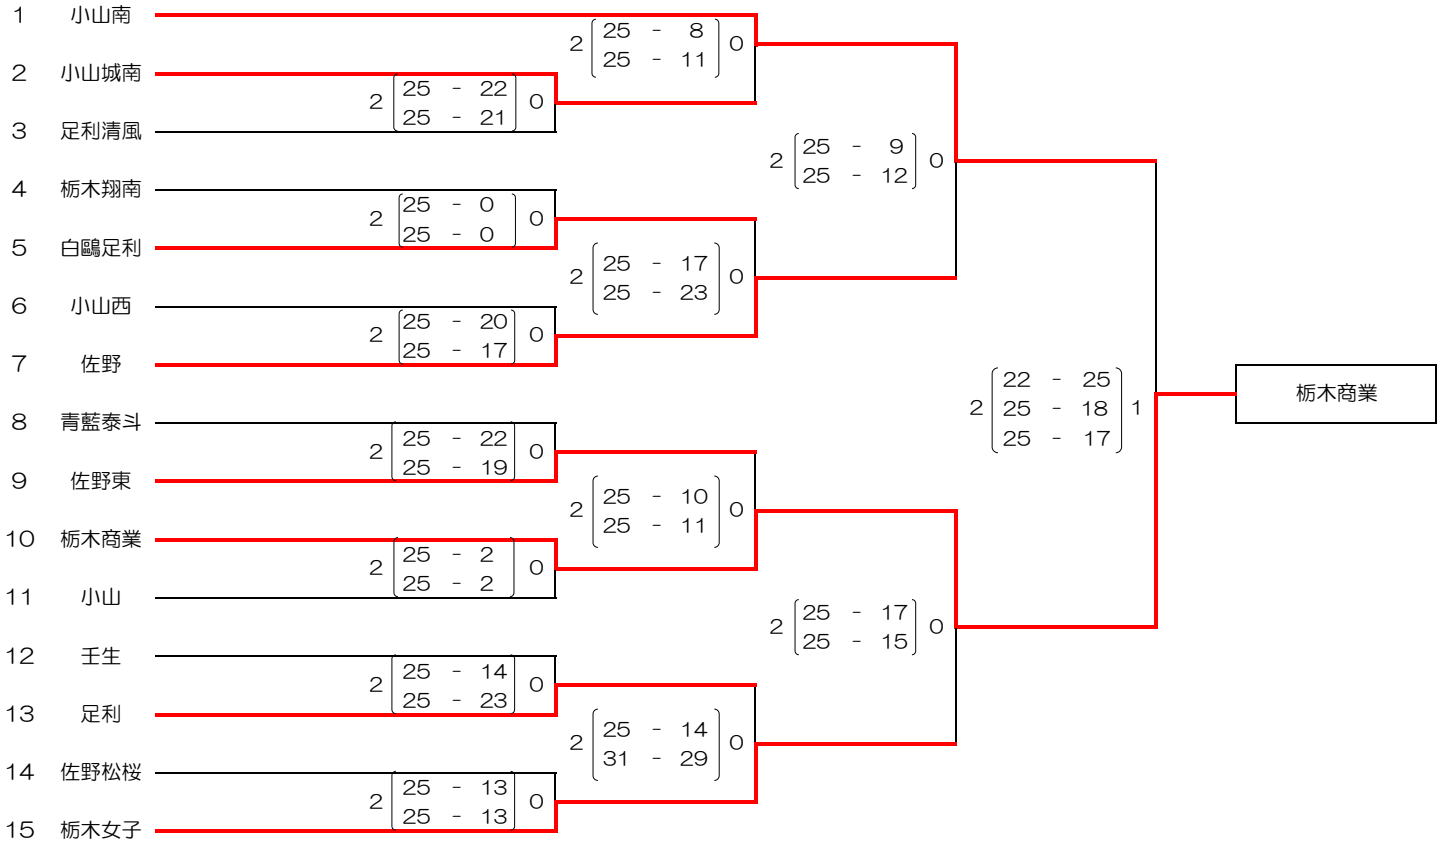 1 小山南
2 25 - 8 0
25 - 11
2 小山城南
2 25 - 22 0
25 - 21
3 足利清風
2 25 - 9 0
25 - 12
4 栃木翔南
2 25 - 0 0
25 - 0
5 白鷗足利
2 25 - 17 0
25 - 23
6 小山西
2 25 - 20 0
25 - 17
7 佐野
2 22 - 25 1
25 - 18
25 - 17
栃木商業
8 青藍泰斗
2 25 - 22 0
25 - 19
9 佐野東
2 25 - 10 0
25 - 11
10 栃木商業
2 25 - 2 0
25 - 2
11 小山
2 25 - 17 0
25 - 15
12 壬生
2 25 - 14 0
25 - 23
13 足利
2 25 - 14 0
31 - 29
14 佐野松桜
2 25 - 13 0
25 - 13
15 栃木女子